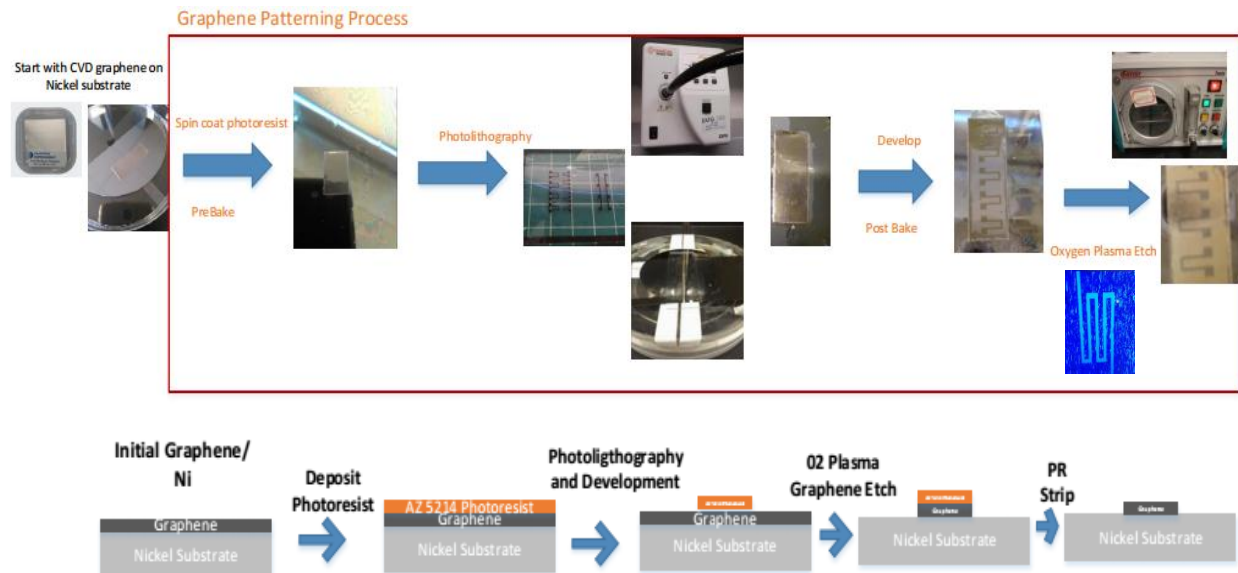 Graphene Patterning Process
Start with CVD graphene on
Nickel substrate
Spin coat photoresist
PreBake
Photolithography
Develop
Post Bake
Oxygen Plasma Etch
Initial Graphene/
Ni
Graphene
Nickel Substrate
Deposit
Photoresist
AZ 5214 Photoresist
Graphene
Nickel Substrate
Photoligthography
and Development
Graphene
Nickel Substrate
02 Plasma
Graphene Etch
Graphene
Nickel Substrate
PR
Strip
Graphene
Nickel Substrate